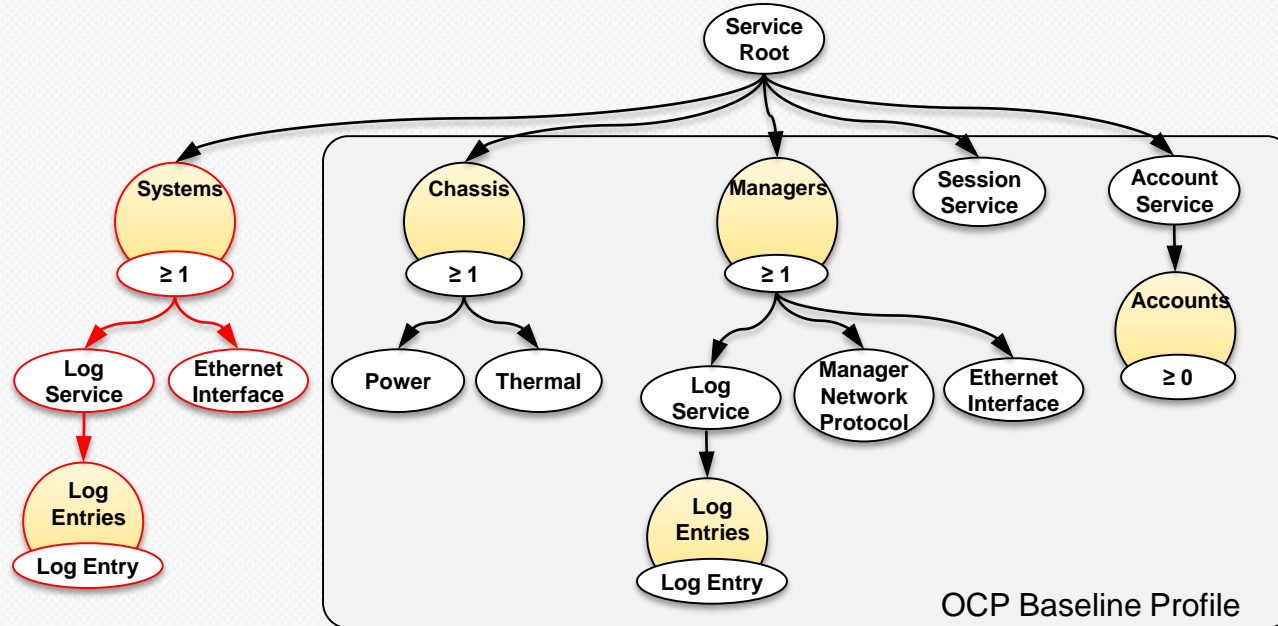 Service
Root
Systems
≥ 1
Chassis
≥ 1
Managers
≥ 1
Session
Service
Account
Service
Accounts
≥ 0
Log
Service
Ethernet
Interface
Power
Thermal
Log
Service
Manager
Network
Protocol
Ethernet
Interface
Log
Entries
Log Entry
Log
Entries
Log Entry
OCP Baseline Profile